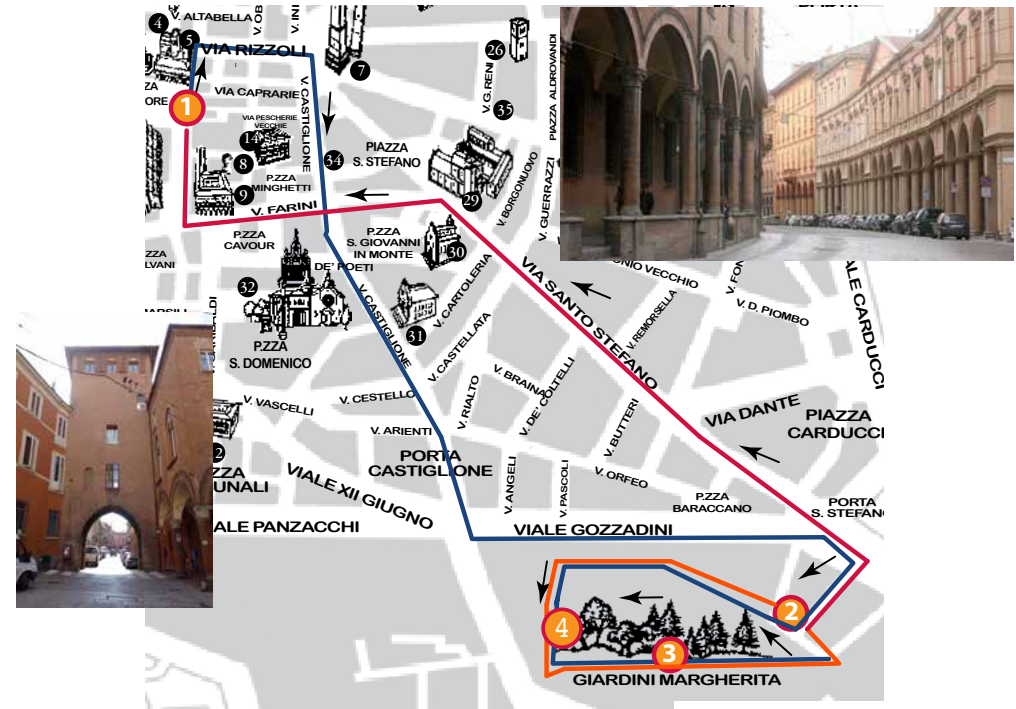 4
V. ALTABELLA
5
VIA RIZZOLI
7
26
V. G.RENI
35
PIAZZA ALDROVANDI
1
VIA CAPRARIE
V. CASTIGLIONE
VIA PESCHERIE
VECCHIE
14
8
9
P.ZZA
MINGHETTI
34
PIAZZA
S. STEFANO
29
V. BORGONUOVO
V. GUERRAZZI
V. FARINI
P.ZZA
CAVOUR
P.ZZA
S. GIOVANNI
IN MONTE
30
DE' POETI
32
V. CASTIGLIONE
31
V. CARTOLERIA
VIA SANTO STEFANO
V. REMORSELLA
V. D. PIOMBO
P.ZZA
S. DOMENICO
V. CASTELLATA
V. BRAINA
V. DE' COLTELLI
V. VASCELLI
V. CESTELLO
V. RIALTO
V. BUTTERI
VIA DANTE
PIAZZA
CARDUCCI
V. ARIENTI
PORTA
CASTIGLIONE
V. ANGELI
V. PASCOLI
V. ORFEO
P.ZZA
BARACCANO
PORTA
VIALE XII GIUGNO
VIALE GOZZADINI
2
4
3
GIARDINI MARGHERITA